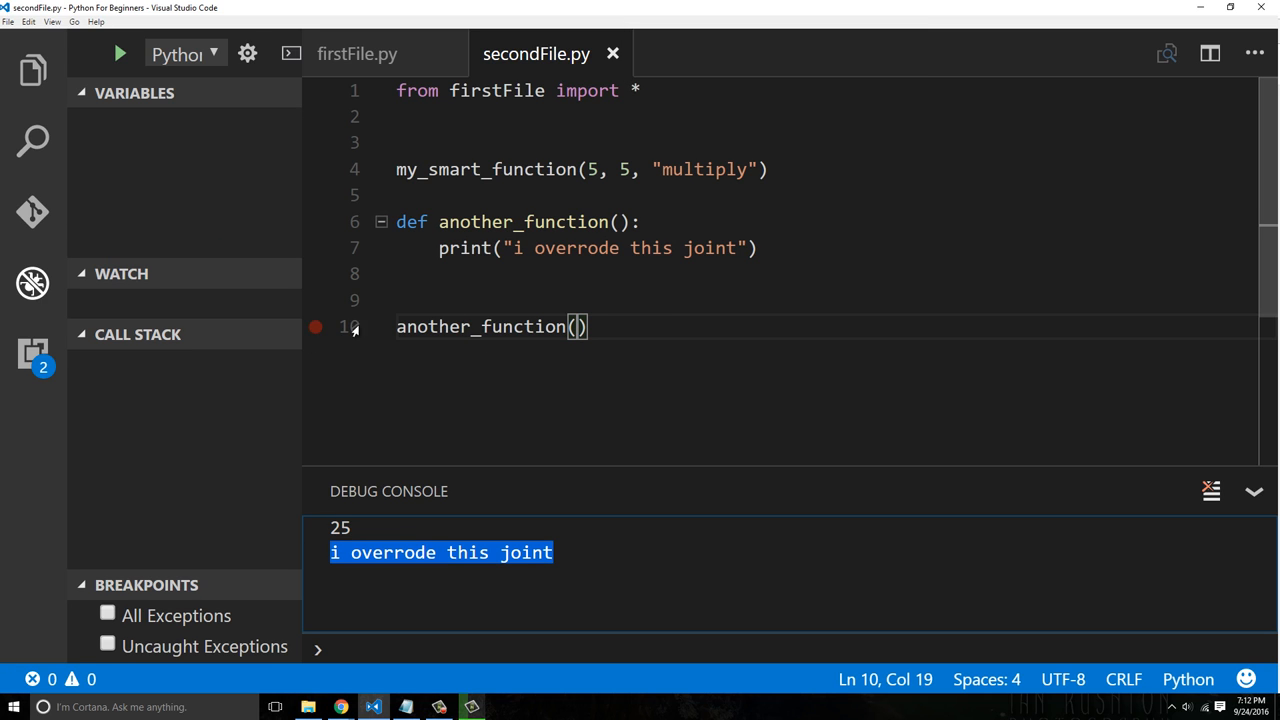 secondFile.py - Python For Beginners - Visual Studio Code
File Edit View Go Help
firstFile.py
secondFile.py
VARIABLES
WATCH
CALL STACK
2
BREAKPOINTS
All Exceptions
Uncaught Exceptions
1 from firstFile import *
2
3
4 my_smart_function(5, 5, "multiply")
5
6 def another_function():
7 print("i overrode this joint")
8
9
10 another_function()
DEBUG CONSOLE
25
i overrode this joint
0 0
Ln 10, Col 19 Spaces: 4 UTF-8 CRLF Python
I'm Cortana. Ask me anything.
7:12 PM
9/24/2016